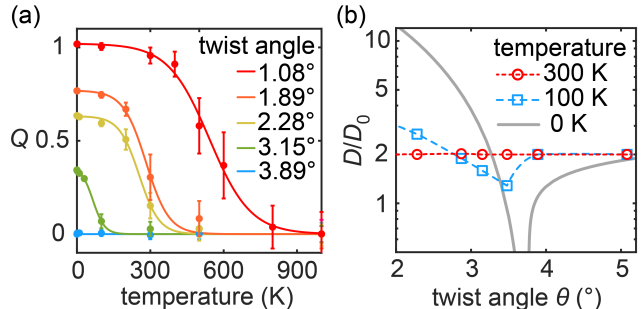 (a)
1
0.5
0
Q
0
300
600
900
temperature (K)
twist angle
1.08°
1.89°
2.28°
3.15°
3.89°
(b)
10
5
2
1
D/D0
2
3
4
5
twist angle θ (°)
temperature
300 K
100 K
0 K